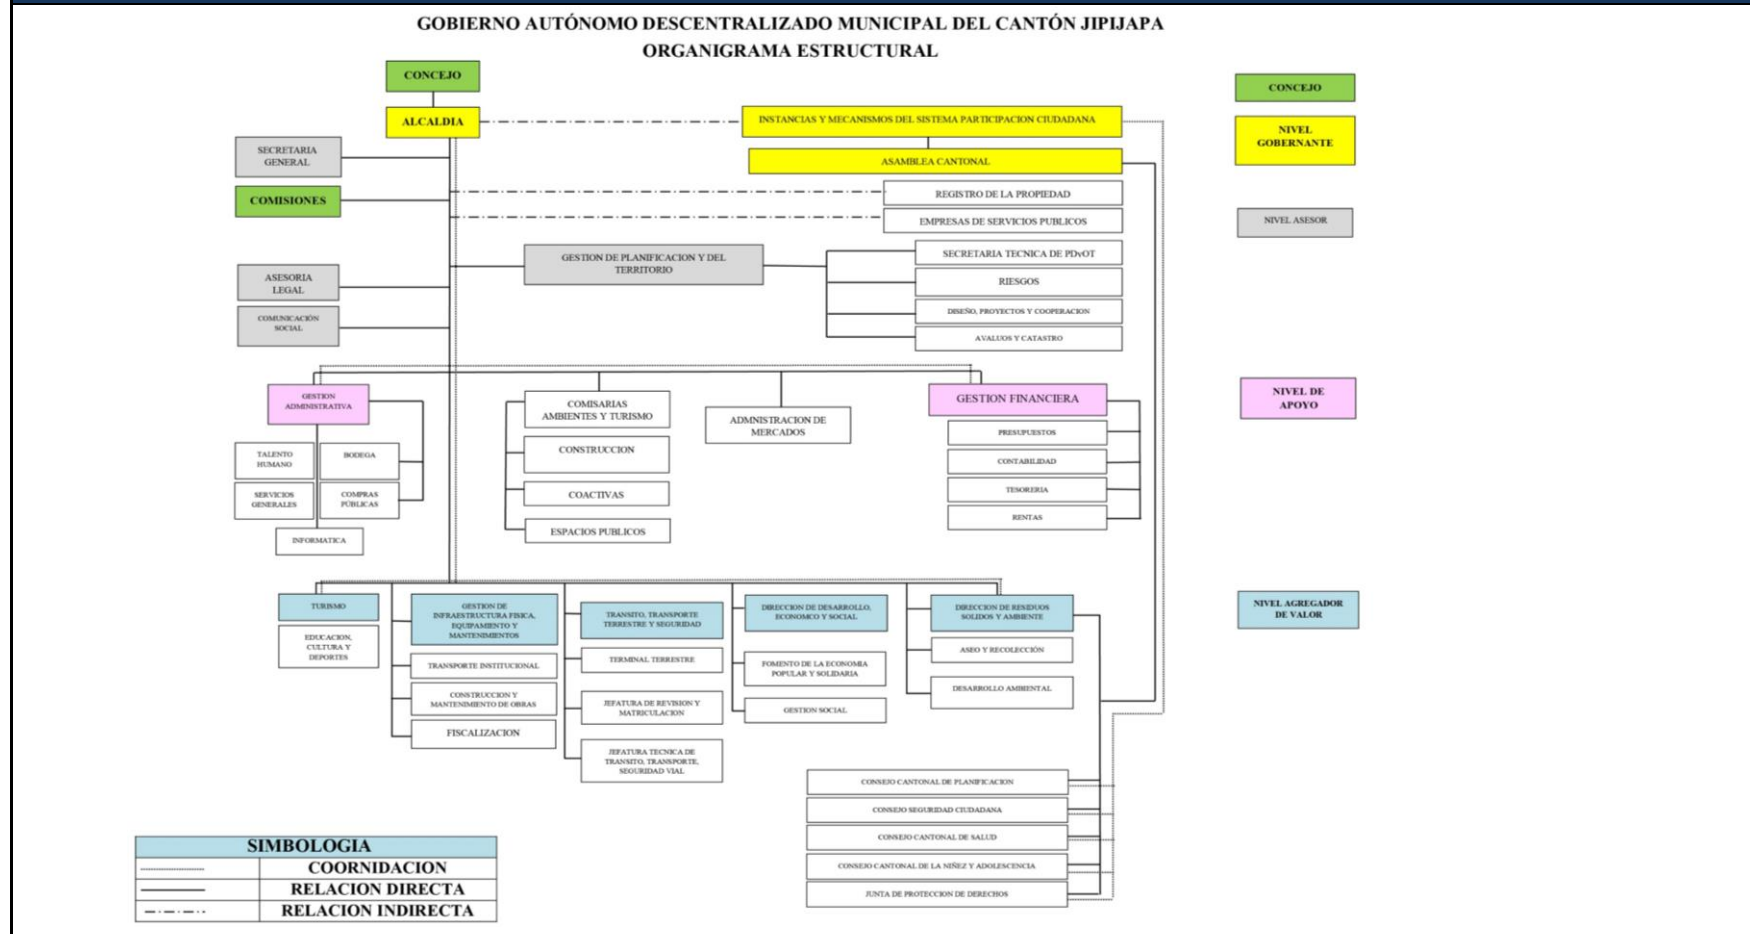 GOBIERNO AUTÓNOMO DESCENTRALIZADO MUNICIPAL DEL CANTÓN JIPIJAPA
ORGANIGRAMA ESTRUCTURAL
CONCEJO
ALCALDIA
INSTANCIAS Y MECANISMOS DEL SISTEMA PARTICIPACION CIUDADANA
ASAMBLEA CANTONAL
SECRETARIA
GENERAL
COMISIONES
REGISTRO DE LA PROPIEDAD
EMPRESAS DE SERVICIOS PUBLICOS
GESTION DE PLANIFICACION Y DEL
TERRITORIO
SECRETARIA TECNICA DE PDvOT
RIESGOS
DISEÑO, PROYECTOS Y COOPERACION
AVALUOS Y CATASTRO
ASESORIA
LEGAL
COMUNICACIÓN
SOCIAL
GESTION
ADMINISTRATIVA
TALENTO
HUMANO
BODEGA
SERVICIOS
GENERALES
COMPRAS
PÚBLICAS
INFORMATICA
COMISARIAS
AMBIENTES Y TURISMO
CONSTRUCCION
COACTIVAS
ESPACIOS PUBLICOS
ADMNISTRACION DE
MERCADOS
GESTION FINANCIERA
PRESUPUESTOS
CONTABILIDAD
TESORERIA
RENTAS
TURISMO
EDUCACION,
CULTURA Y
DEPORTES
GESTION DE
INFRAESTRUCTURA FISICA,
EQUIPAMIENTO Y
MANTENIMIENTOS
TRANSPORTE INSTITUCIONAL
CONSTRUCCION Y
MANTENIMIENTO DE OBRAS
FISCALIZACION
TRANSITO, TRANSPORTE
TERRESTRE Y SEGURIDAD
TERMINAL TERRESTRE
JEFATURA DE REVISION Y
MATRICULACION
JEFATURA TECNICA DE
TRANSITO, TRANSPORTE,
SEGURIDAD VIAL
DIRECCION DE DESARROLLO,
ECONOMCO Y SOCIAL
FOMENTO DE LA ECONOMIA
POPULAR Y SOLIDARIA
GESTION SOCIAL
DIRECCION DE RESIDUOS
SOLIDOS Y AMBIENTE
ASEO Y RECOLECCIÓN
DESARROLLO AMBIENTAL
CONSEJO CANTONAL DE PLANIFICACION
CONSEJO SEGURIDAD CIUDADANA
CONSEJO CANTONAL DE SALUD
CONSEJO CANTONAL DE LA NIÑEZ Y ADOLESCENCIA
JUNTA DE PROTECCION DE DERECHOS
CONCEJO
NIVEL
GOBERNANTE
NIVEL ASESOR
NIVEL DE
APOYO
NIVEL AGREGADOR
DE VALOR
SIMBOLOGIA
COORNIDACION
RELACION DIRECTA
RELACION INDIRECTA